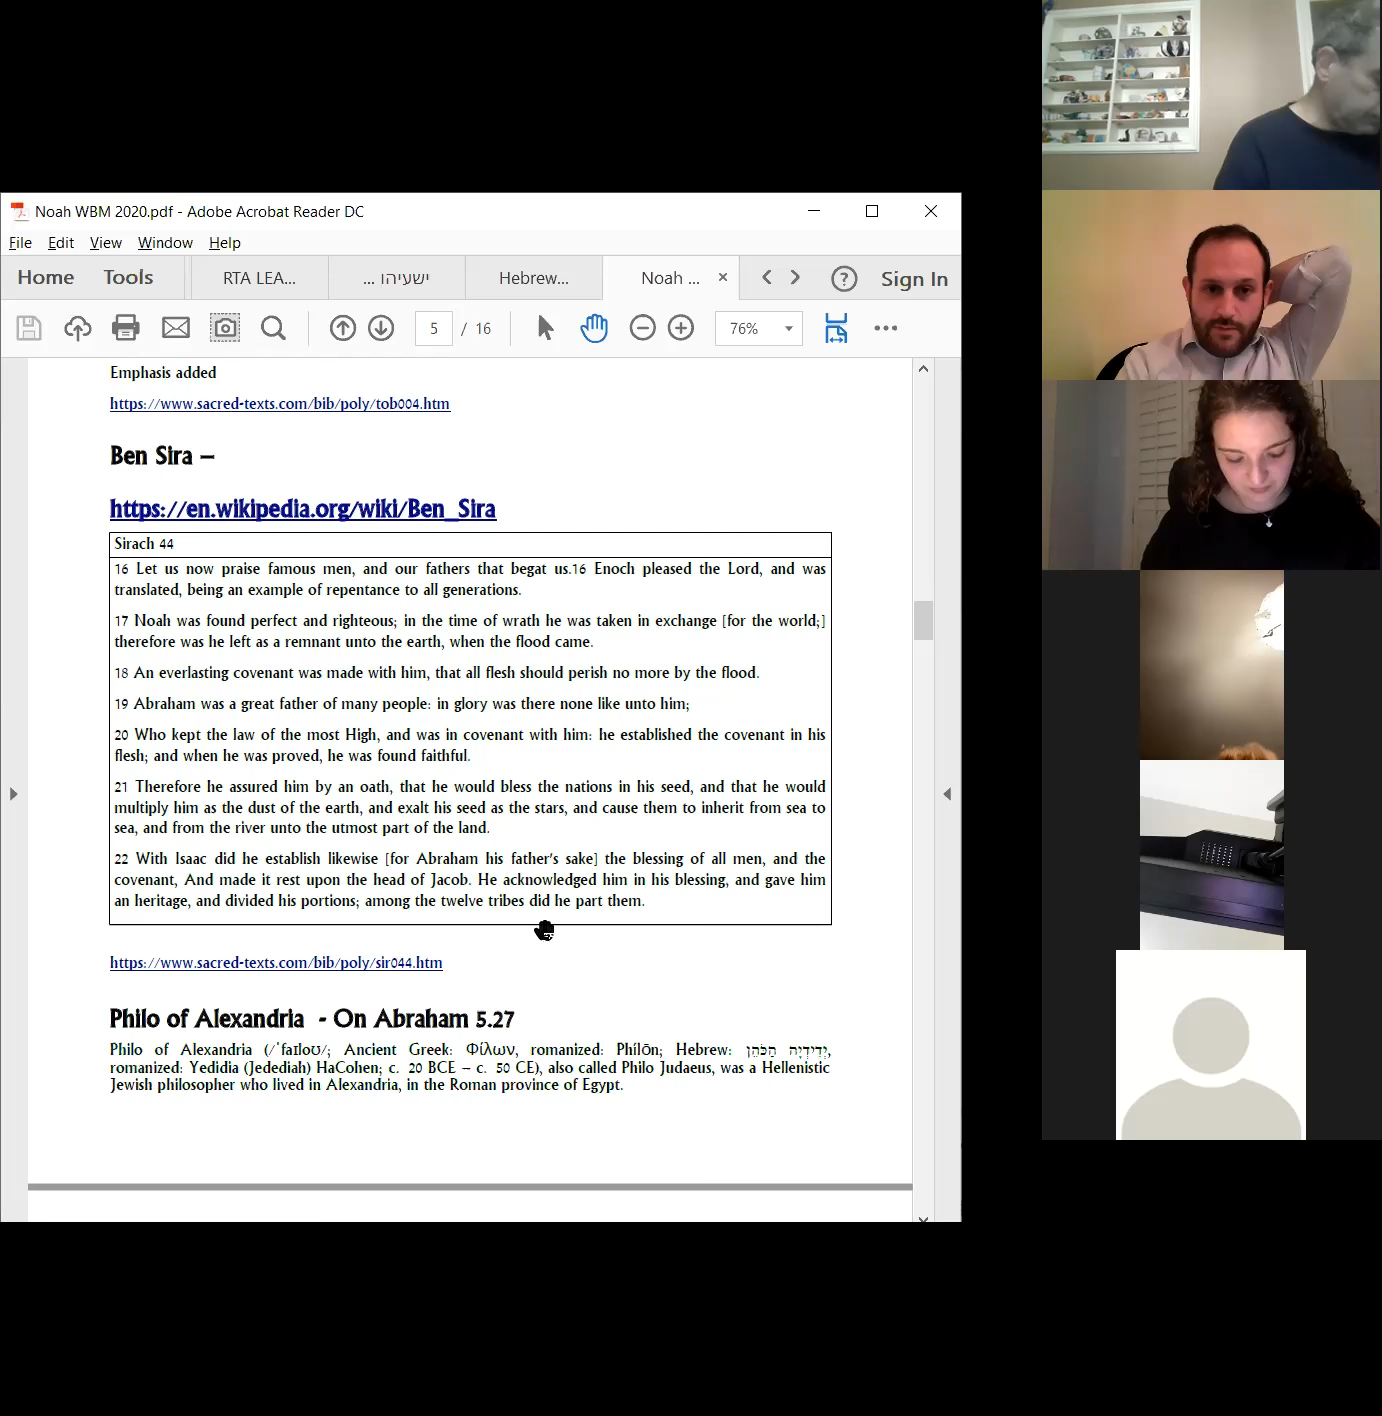 Noah WBM 2020.pdf - Adobe Acrobat Reader DC
File Edit View Window Help
Home Tools RTA LEA... ישעיהו ... Hebrew... Noah ... Sign In
5 / 16 76%
Emphasis added
https://www.sacred-texts.com/bib/poly/tob004.htm
Ben Sira –
https://en.wikipedia.org/wiki/Ben_Sira
Sirach 44
16 Let us now praise famous men, and our fathers that begat us.16 Enoch pleased the Lord, and was
translated, being an example of repentance to all generations.
17 Noah was found perfect and righteous; in the time of wrath he was taken in exchange [for the world;]
therefore was he left as a remnant unto the earth, when the flood came.
18 An everlasting covenant was made with him, that all flesh should perish no more by the flood.
19 Abraham was a great father of many people: in glory was there none like unto him;
20 Who kept the law of the most High, and was in covenant with him: he established the covenant in his
flesh; and when he was proved, he was found faithful.
21 Therefore he assured him by an oath, that he would bless the nations in his seed, and that he would
multiply him as the dust of the earth, and exalt his seed as the stars, and cause them to inherit from sea to
sea, and from the river unto the utmost part of the land.
22 With Isaac did he establish likewise [for Abraham his father's sake] the blessing of all men, and the
covenant, And made it rest upon the head of Jacob. He acknowledged him in his blessing, and gave him
an heritage, and divided his portions; among the twelve tribes did he part them.
https://www.sacred-texts.com/bib/poly/sir044.htm
Philo of Alexandria - On Abraham 5.27
Philo of Alexandria (/ˈfaɪloʊ/; Ancient Greek: Φίλων, romanized: Phílōn; Hebrew: יְדִידְיָה הַכֹּהֵן,
romanized: Yedidia (Jedediah) HaCohen; c. 20 BCE – c. 50 CE), also called Philo Judaeus, was a Hellenistic
Jewish philosopher who lived in Alexandria, in the Roman province of Egypt.